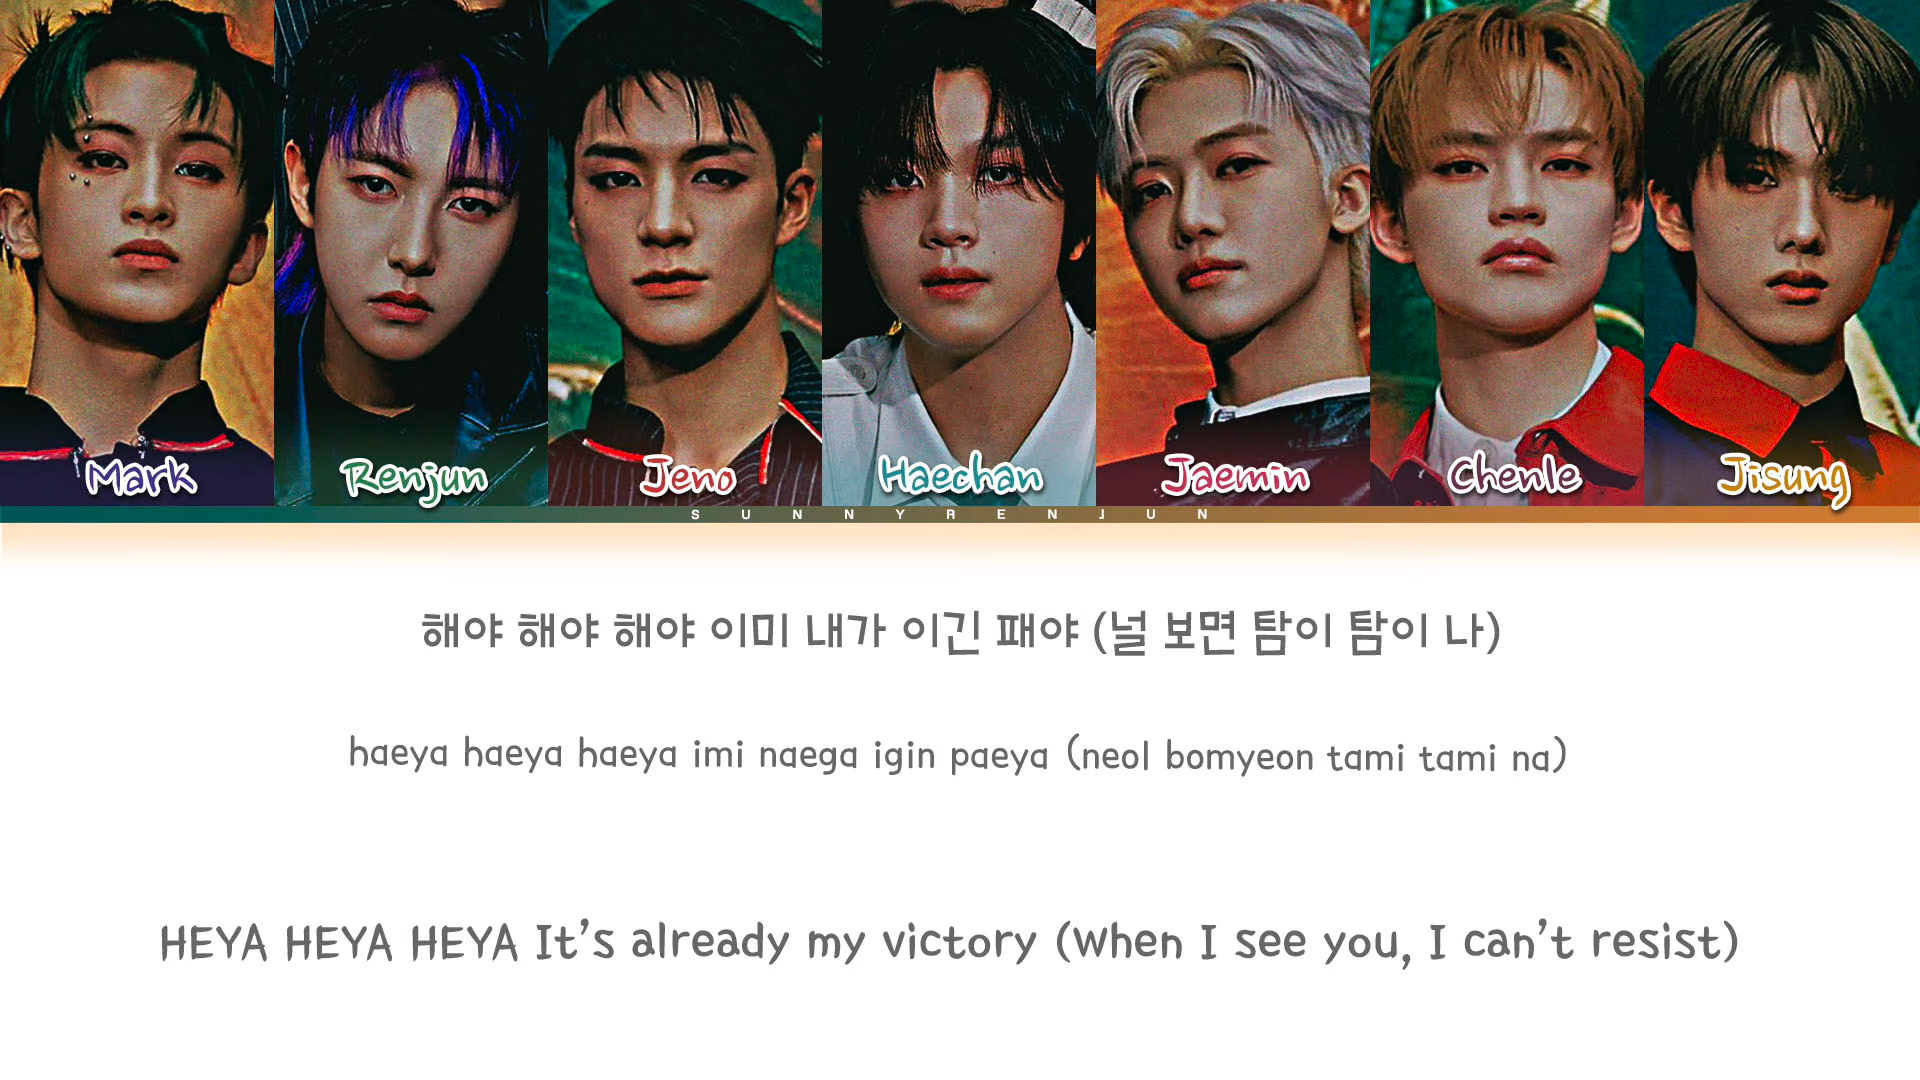 Mark Renjun Jeno Haechan Jaemin Chenle Jisung
SUNNYRENJUN
해야 해야 해야 이미 내가 이긴 패야 (널 보면 탐이 탐이 나)
haeya haeya haeya imi naega igin paeya (neol bomyeon tami tami na)
HEYA HEYA HEYA It's already my victory (When I see you, I can't resist)